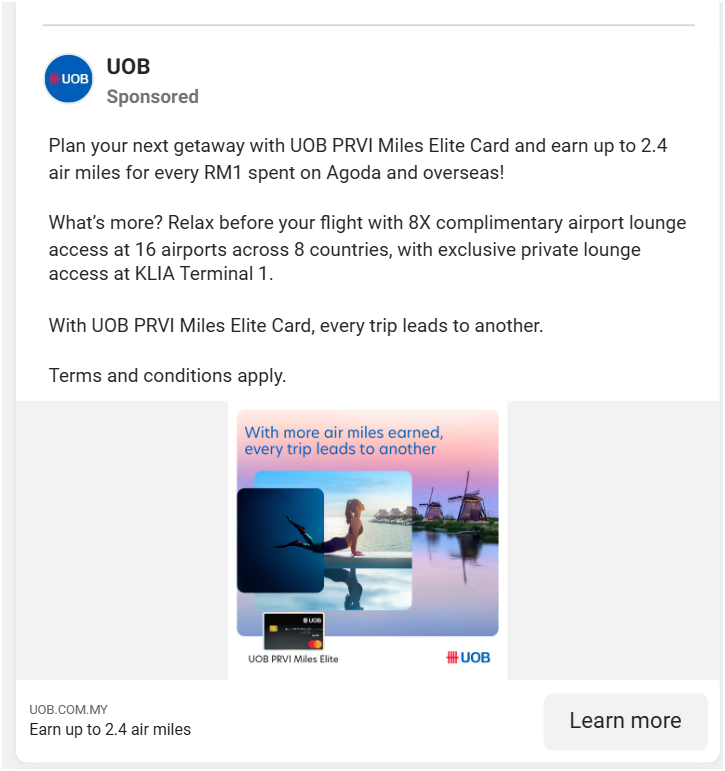 UOB
UOB
Sponsored
Plan your next getaway with UOB PRVI Miles Elite Card and earn up to 2.4
air miles for every RM1 spent on Agoda and overseas!
What’s more? Relax before your flight with 8X complimentary airport lounge
access at 16 airports across 8 countries, with exclusive private lounge
access at KLIA Terminal 1.
With UOB PRVI Miles Elite Card, every trip leads to another.
Terms and conditions apply.
With more air miles earned,
every trip leads to another
UOB
UOB PRVI Miles Elite
UOB
UOB.COM.MY
Earn up to 2.4 air miles
Learn more